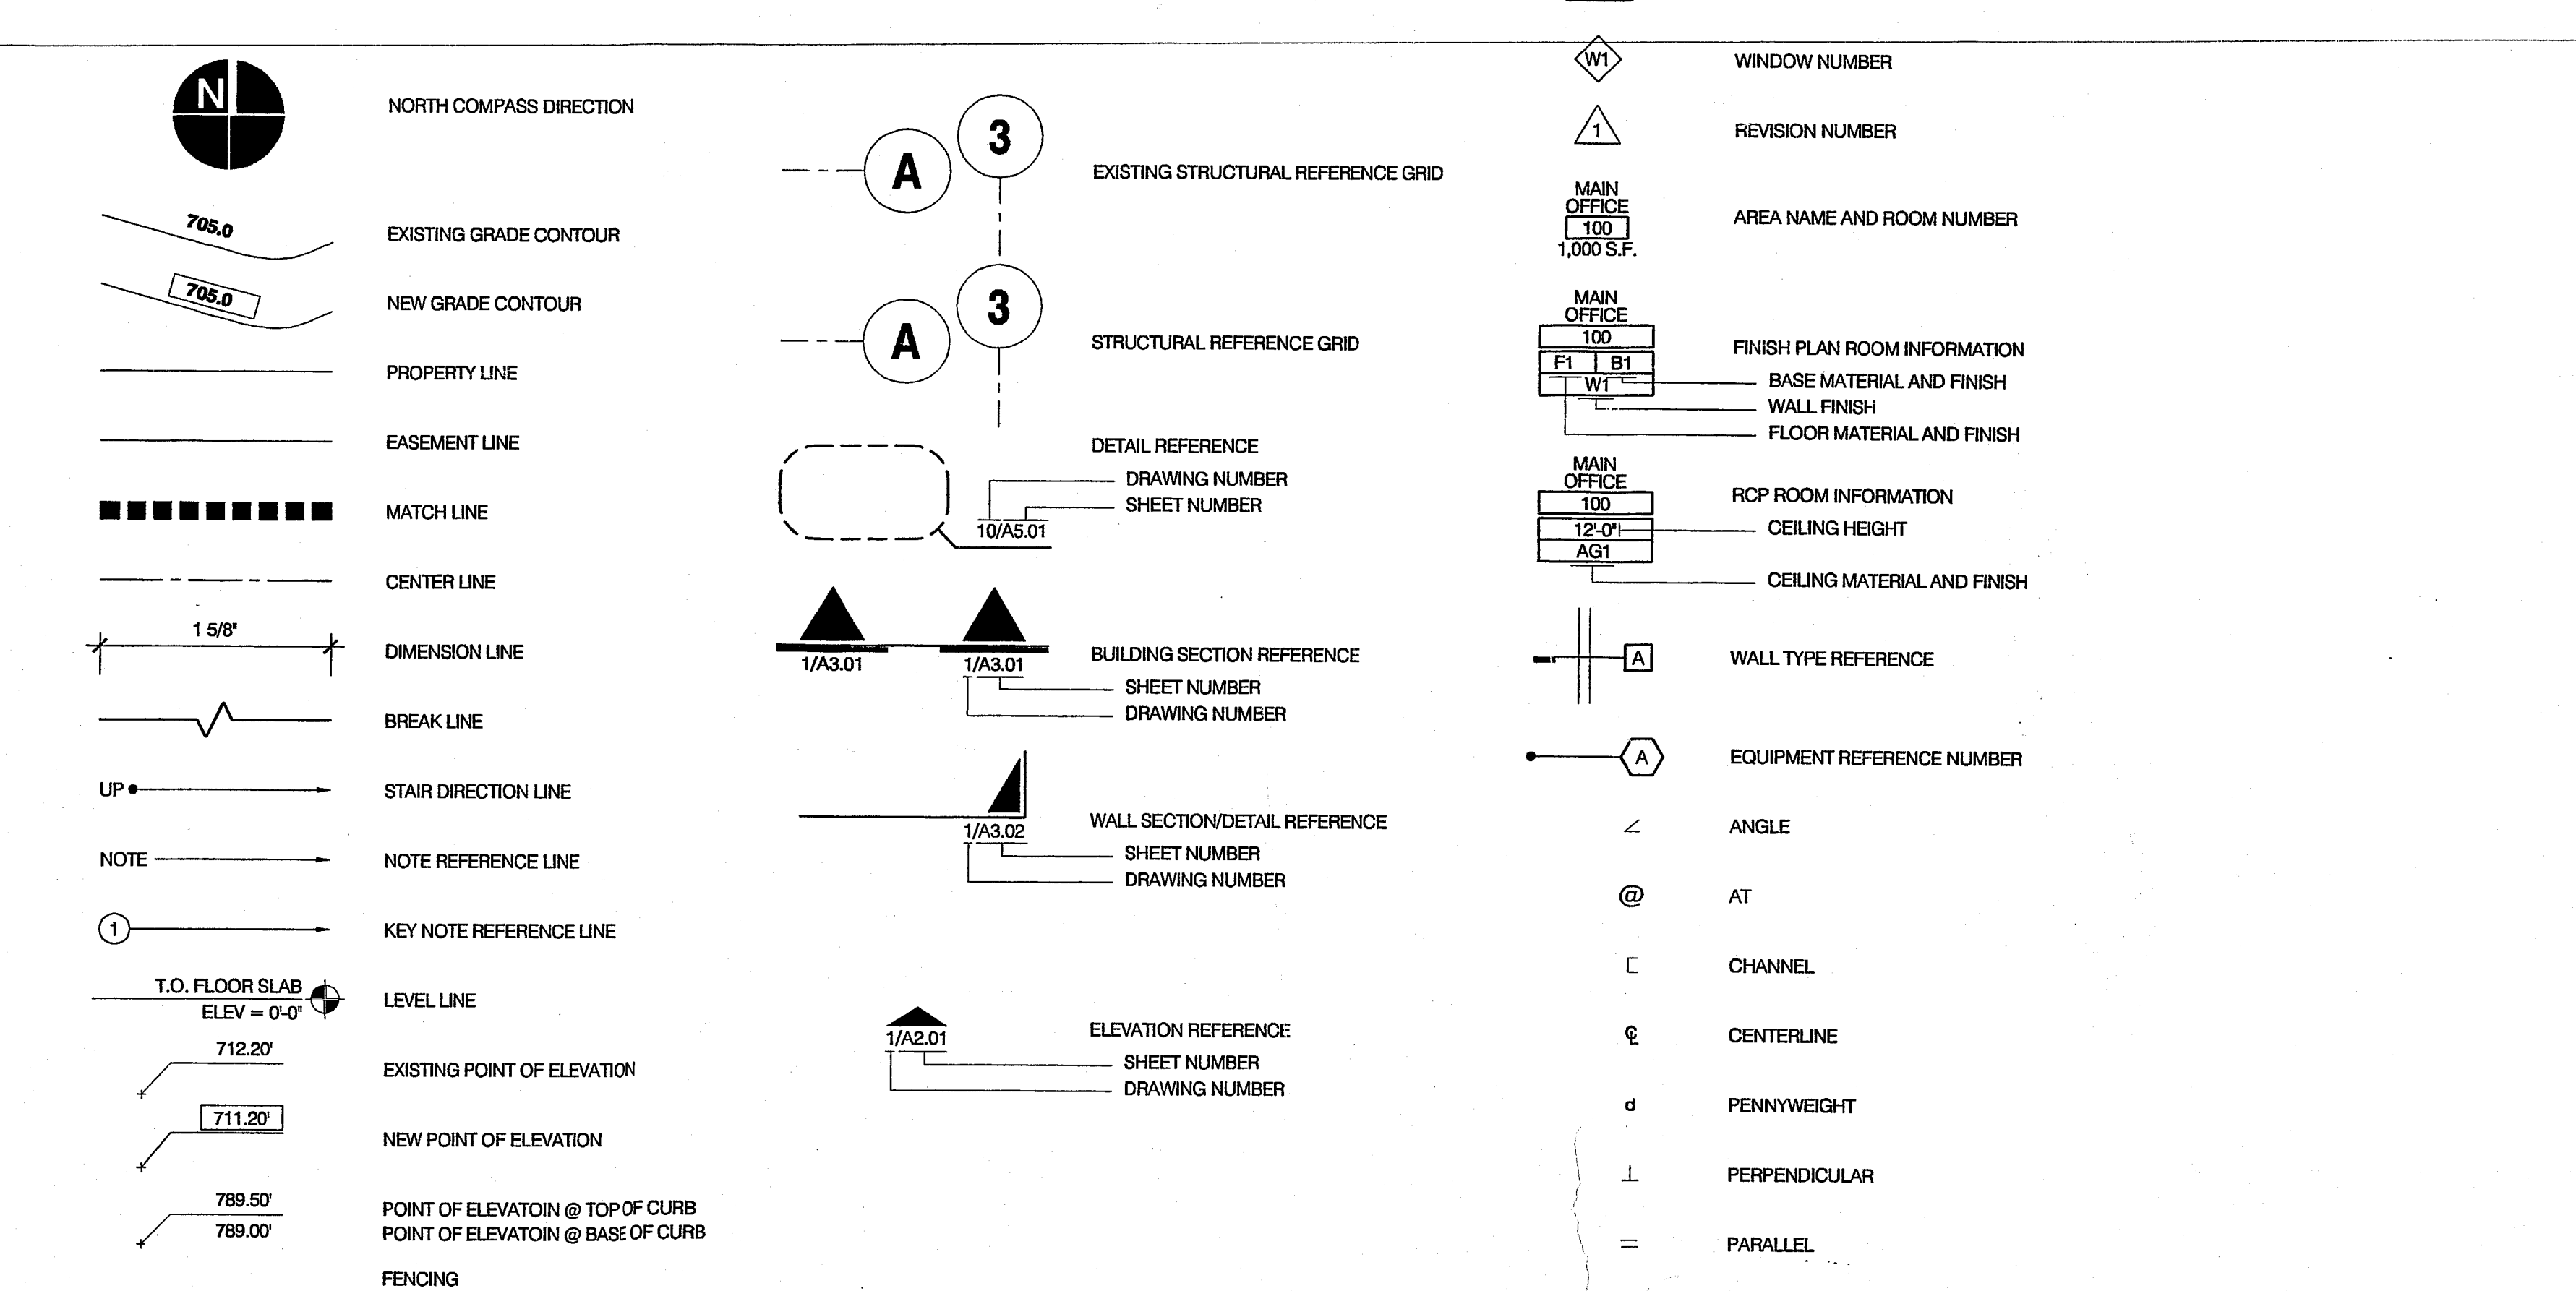 N
NORTH COMPASS DIRECTION
705.0
EXISTING GRADE CONTOUR
705.0
NEW GRADE CONTOUR
PROPERTY LINE
EASEMENT LINE
MATCH LINE
CENTER LINE
1 5/8"
DIMENSION LINE
BREAK LINE
UP
STAIR DIRECTION LINE
NOTE
NOTE REFERENCE LINE
1
KEY NOTE REFERENCE LINE
T.O. FLOOR SLAB
ELEV = 0'-0"
LEVEL LINE
712.20'
EXISTING POINT OF ELEVATION
711.20'
NEW POINT OF ELEVATION
789.50'
789.00'
POINT OF ELEVATOIN @ TOP OF CURB
POINT OF ELEVATOIN @ BASE OF CURB
FENCING
A
3
EXISTING STRUCTURAL REFERENCE GRID
A
3
STRUCTURAL REFERENCE GRID
DETAIL REFERENCE
DRAWING NUMBER
SHEET NUMBER
10/A5.01
1/A3.01
1/A3.01
BUILDING SECTION REFERENCE
SHEET NUMBER
DRAWING NUMBER
1/A3.02
WALL SECTION/DETAIL REFERENCE
SHEET NUMBER
DRAWING NUMBER
1/A2.01
ELEVATION REFERENCE
SHEET NUMBER
DRAWING NUMBER
W1
WINDOW NUMBER
1
REVISION NUMBER
MAIN
OFFICE
100
1,000 S.F.
AREA NAME AND ROOM NUMBER
MAIN
OFFICE
100
F1 B1
W1
FINISH PLAN ROOM INFORMATION
BASE MATERIAL AND FINISH
WALL FINISH
FLOOR MATERIAL AND FINISH
MAIN
OFFICE
100
12'-0"
AG1
RCP ROOM INFORMATION
CEILING HEIGHT
CEILING MATERIAL AND FINISH
A
WALL TYPE REFERENCE
A
EQUIPMENT REFERENCE NUMBER
∠ ANGLE
@ AT
[ CHANNEL
℄ CENTERLINE
d PENNYWEIGHT
⊥ PERPENDICULAR
= PARALLEL